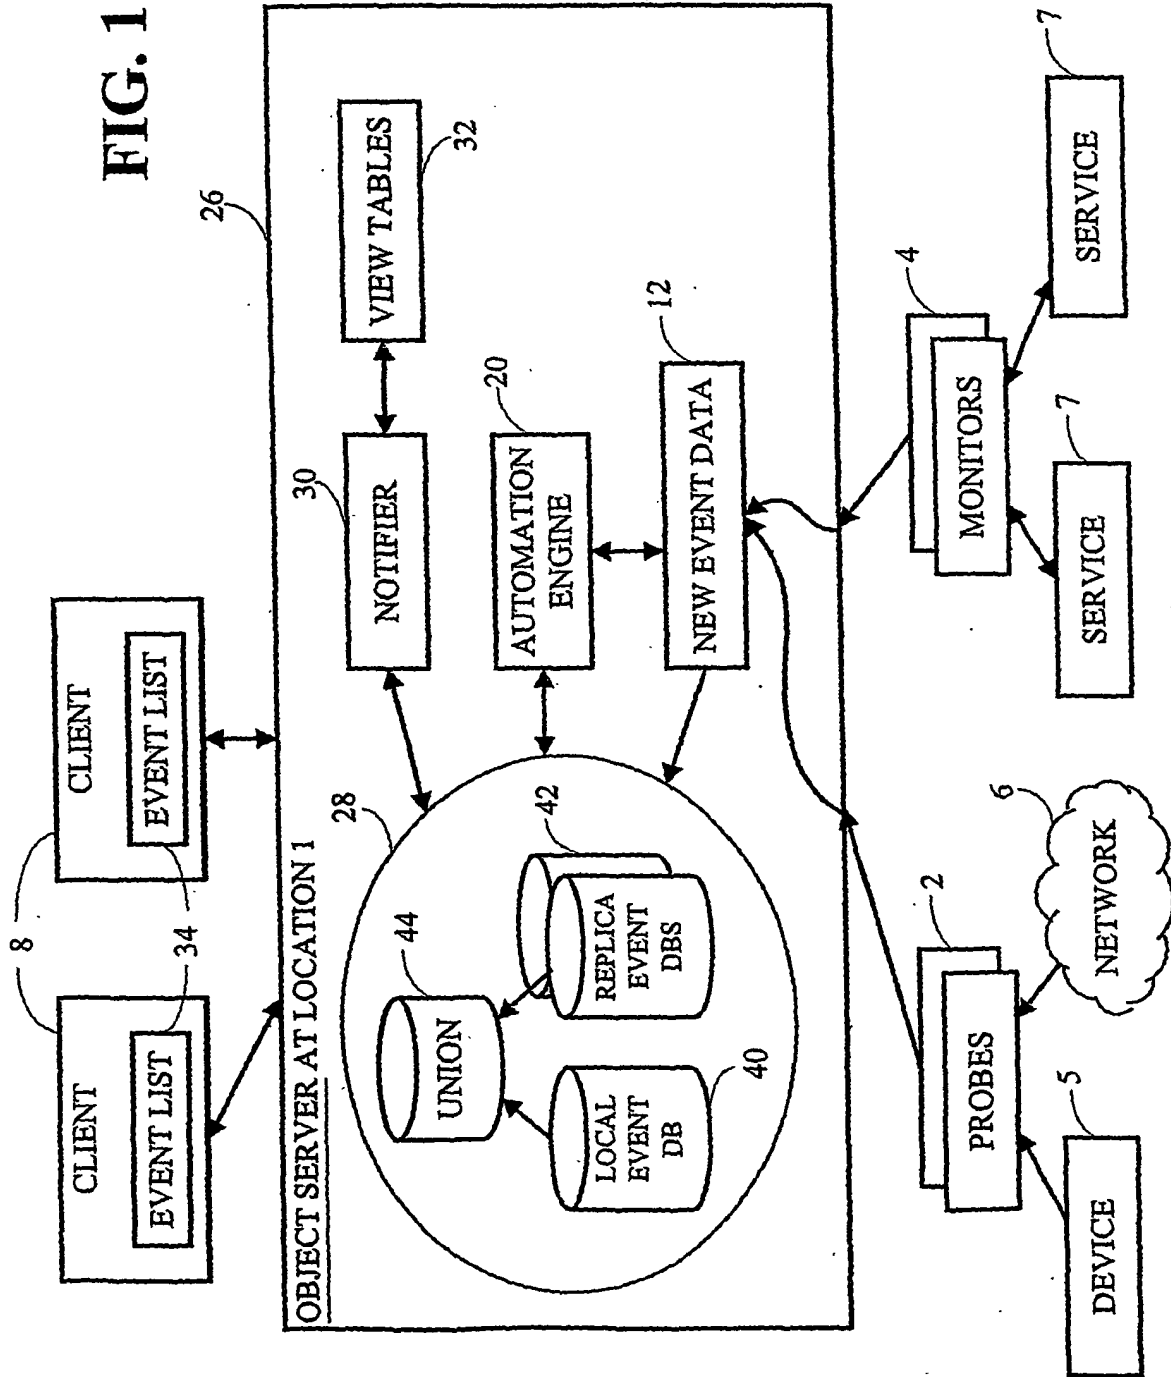 FIG. 1
8
CLIENT
EVENT LIST
34
CLIENT
EVENT LIST
26
OBJECT SERVER AT LOCATION 1
28
44
UNION
42
REPLICA
EVENT
DBS
LOCAL
EVENT
DB
40
30
NOTIFIER
VIEW TABLES
32
20
AUTOMATION
ENGINE
12
NEW EVENT DATA
2
PROBES
4
MONITORS
5
DEVICE
6
NETWORK
7
SERVICE
7
SERVICE